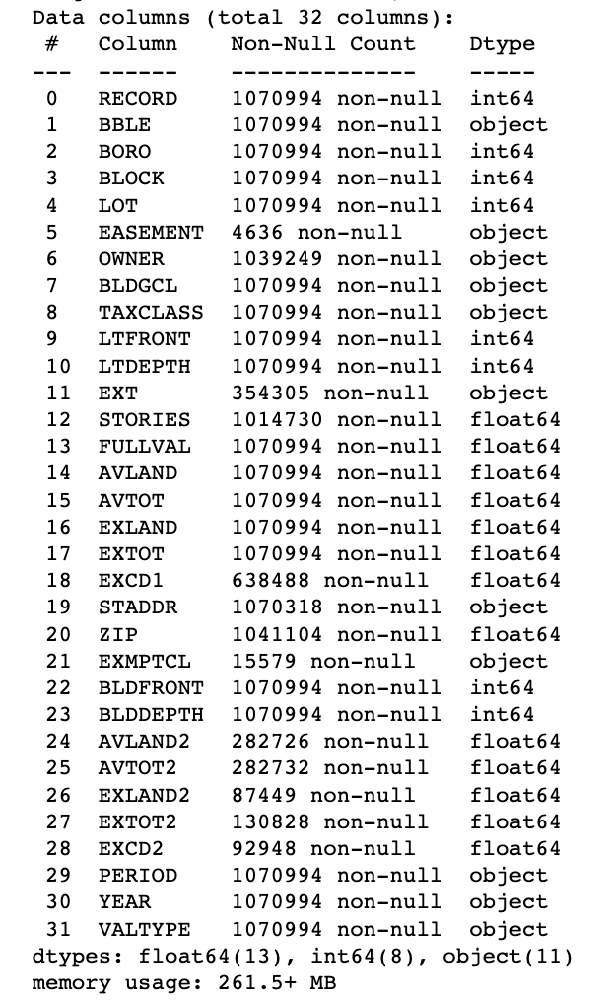 Data columns (total 32 columns):
 #   Column     Non-Null Count    Dtype
---  ------     --------------    -----
 0   RECORD     1070994 non-null  int64
 1   BBLE       1070994 non-null  object
 2   BORO       1070994 non-null  int64
 3   BLOCK      1070994 non-null  int64
 4   LOT        1070994 non-null  int64
 5   EASEMENT   4636 non-null     object
 6   OWNER      1039249 non-null  object
 7   BLDGCL     1070994 non-null  object
 8   TAXCLASS   1070994 non-null  object
 9   LTFRONT    1070994 non-null  int64
 10  LTDEPTH    1070994 non-null  int64
 11  EXT        354305 non-null   object
 12  STORIES    1014730 non-null  float64
 13  FULLVAL    1070994 non-null  float64
 14  AVLAND     1070994 non-null  float64
 15  AVTOT      1070994 non-null  float64
 16  EXLAND     1070994 non-null  float64
 17  EXTOT      1070994 non-null  float64
 18  EXCD1      638488 non-null   float64
 19  STADDR     1070318 non-null  object
 20  ZIP        1041104 non-null  float64
 21  EXMPTCL    15579 non-null    object
 22  BLDFRONT   1070994 non-null  int64
 23  BLDDEPTH   1070994 non-null  int64
 24  AVLAND2    282726 non-null   float64
 25  AVTOT2     282732 non-null   float64
 26  EXLAND2    87449 non-null    float64
 27  EXTOT2     130828 non-null   float64
 28  EXCD2      92948 non-null    float64
 29  PERIOD     1070994 non-null  object
 30  YEAR       1070994 non-null  object
 31  VALTYPE    1070994 non-null  object
dtypes: float64(13), int64(8), object(11)
memory usage: 261.5+ MB